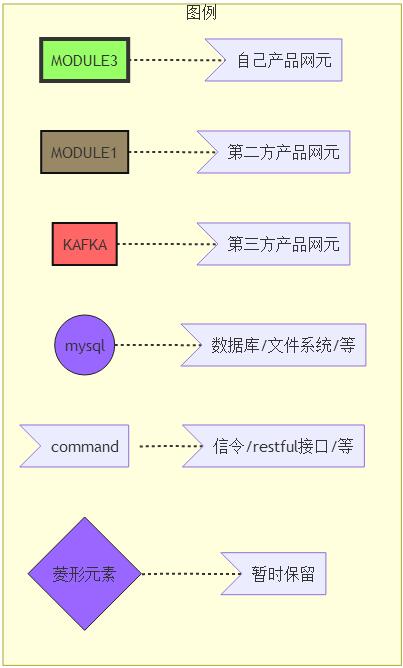 图例
MODULE3 自己产品网元
MODULE1 第二方产品网元
KAFKA 第三方产品网元
mysql 数据库/文件系统/等
command 信令/restful接口/等
菱形元素 暂时保留